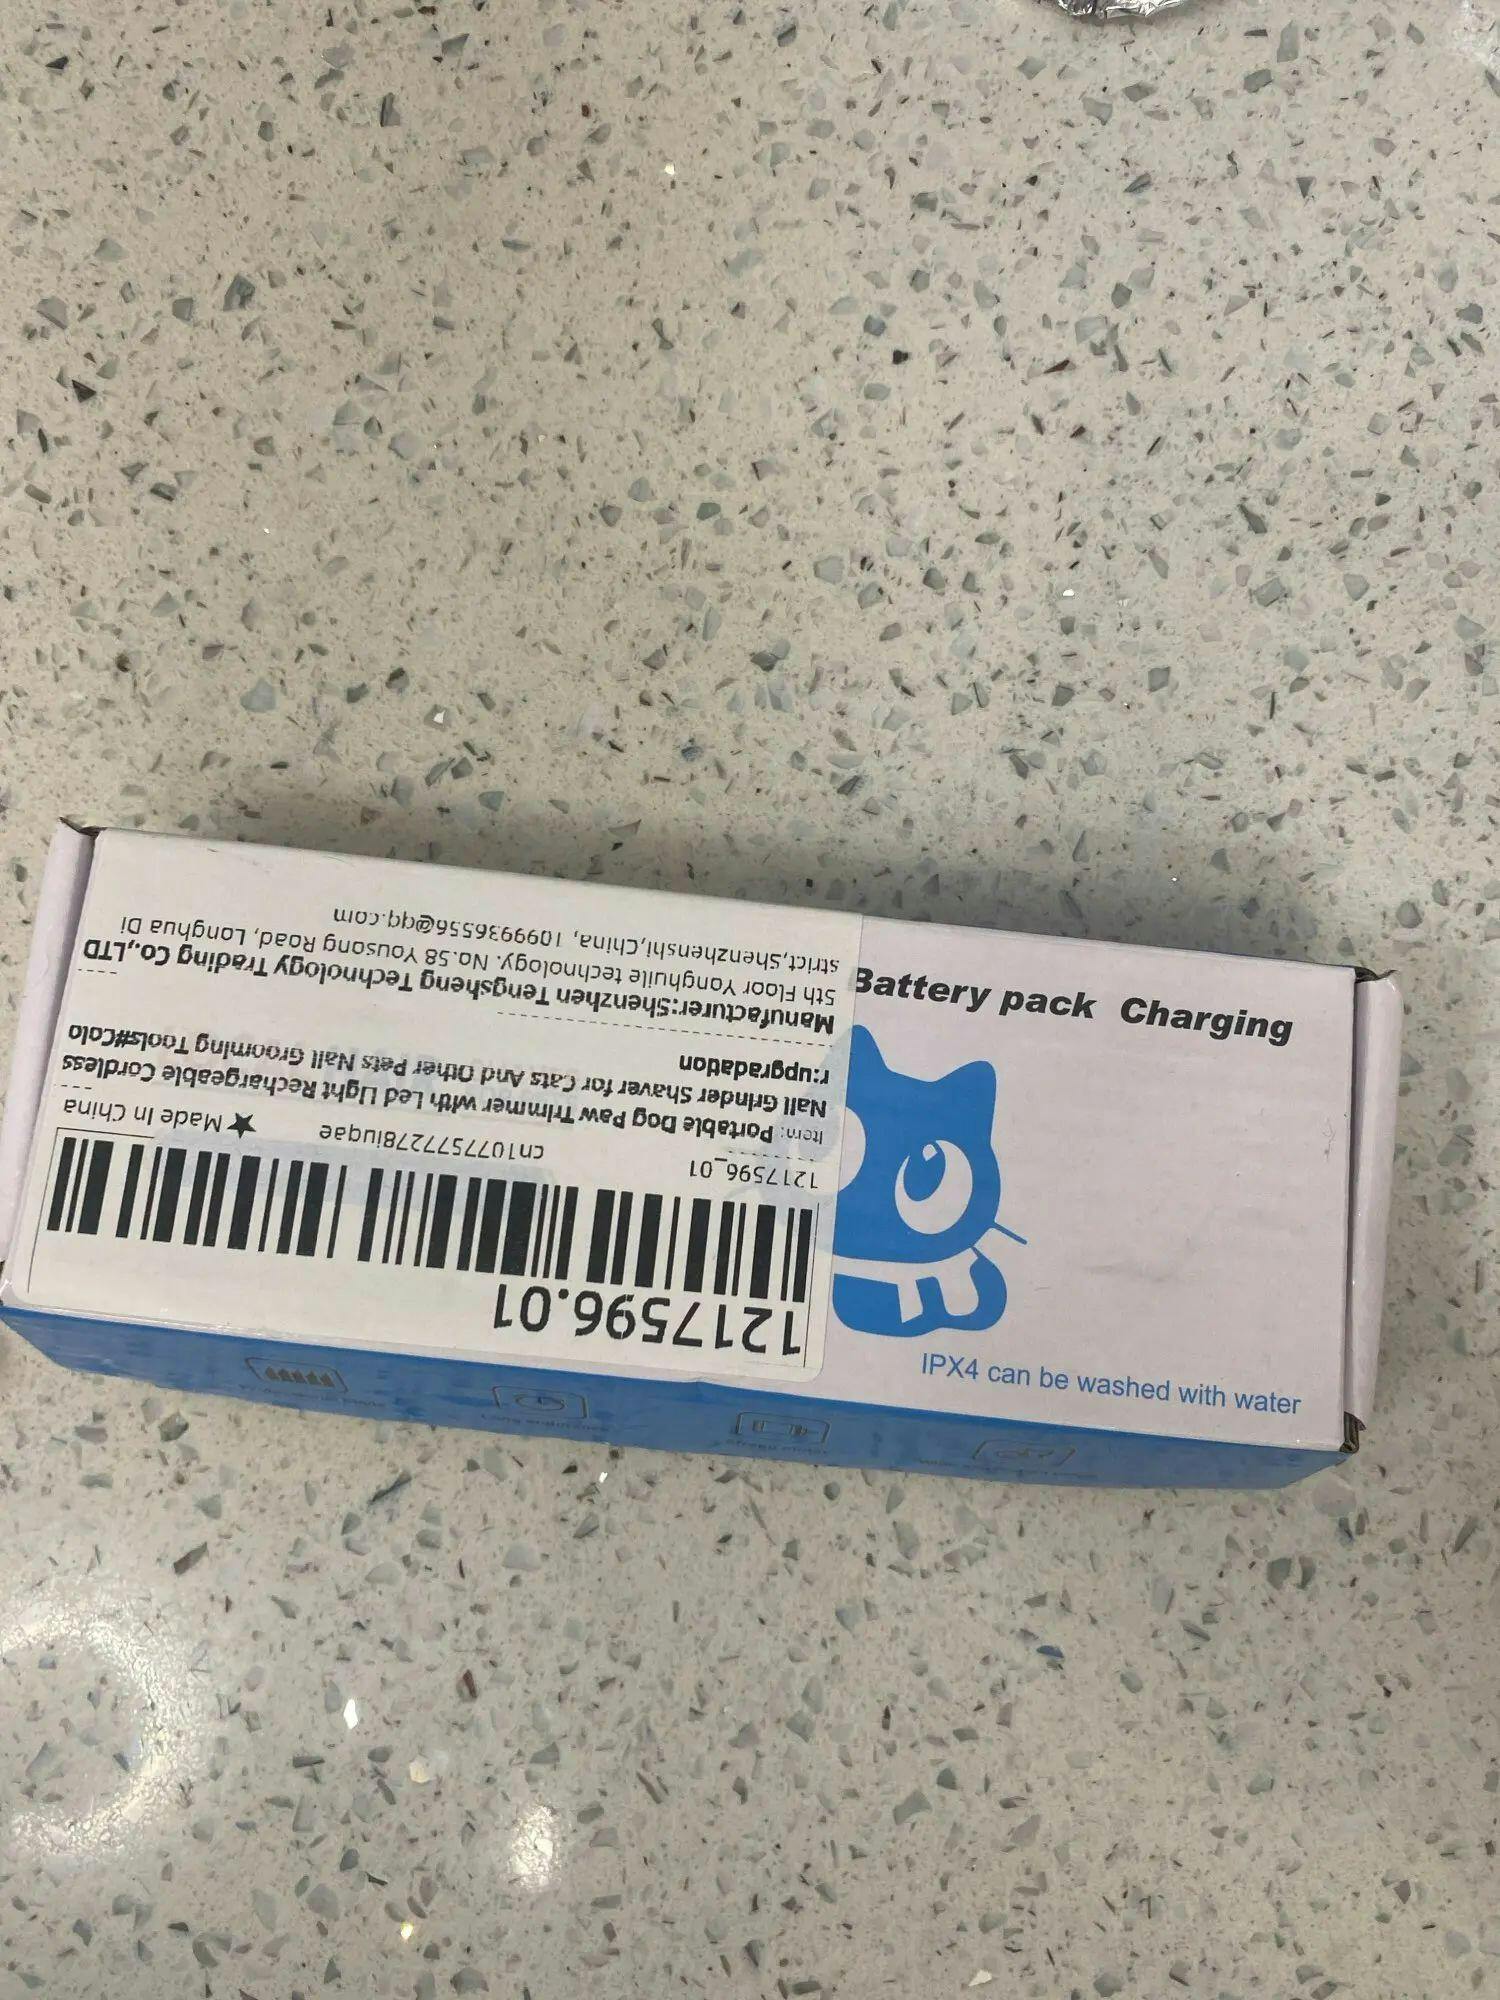 Battery pack Charging
IPX4 can be washed with water
1217596.01
1217596_01
cn1077577278iuqae
★ Made In China
Item: Portable Dog Paw Trimmer with Led Light Rechargeable Cordless
Nail Grinder Shaver for Cats And Other Pets Nail Grooming Tools#Colo
r:upgradation
Manufacturer:Shenzhen Tengsheng Technology Trading Co.,LTD
5th Floor Yonghuile technology. No.58 Yousong Road, Longhua Di
strict,Shenzhenshi,China, 1099936556@qq.com